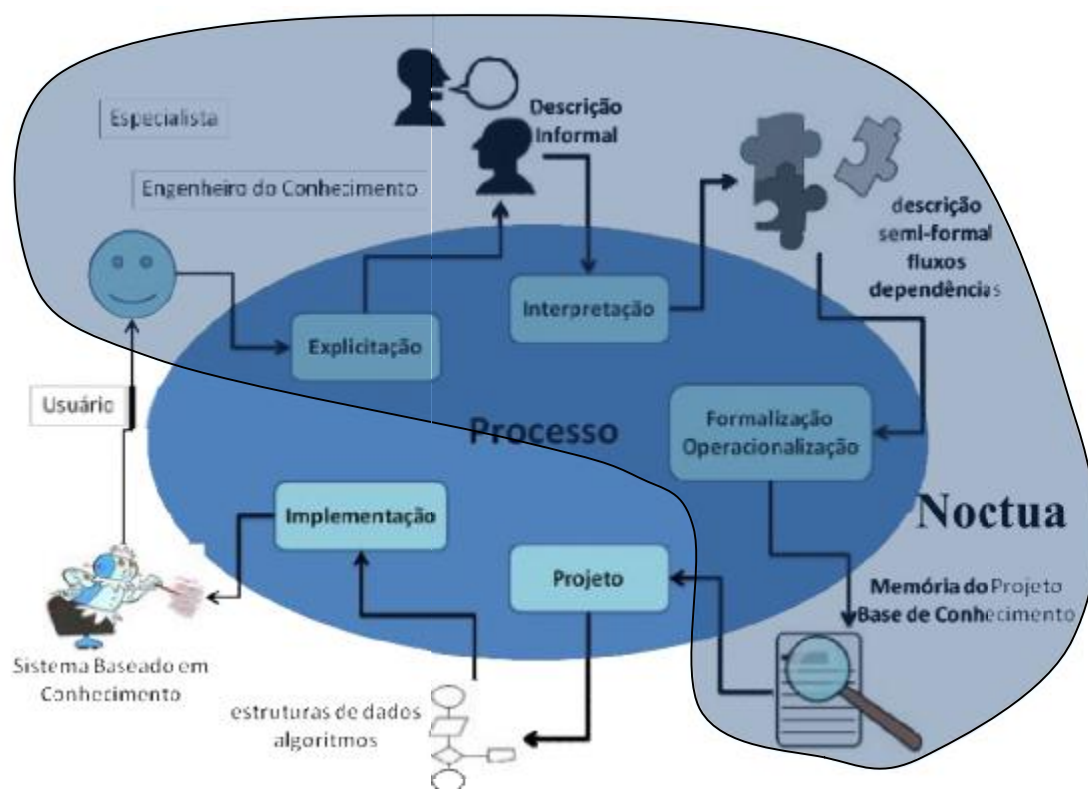 Especialista
Descrição
Informal
Engenheiro do Conhecimento
descrição
semi-formal
fluxos
dependências
Interpretação
Explicitação
Usuário
Processo
Formalização
Operacionalização
Implementação
Noctua
Projeto
Memória do Projeto
Base de Conhecimento
Sistema Baseado em
Conhecimento
estruturas de dados
algoritmos